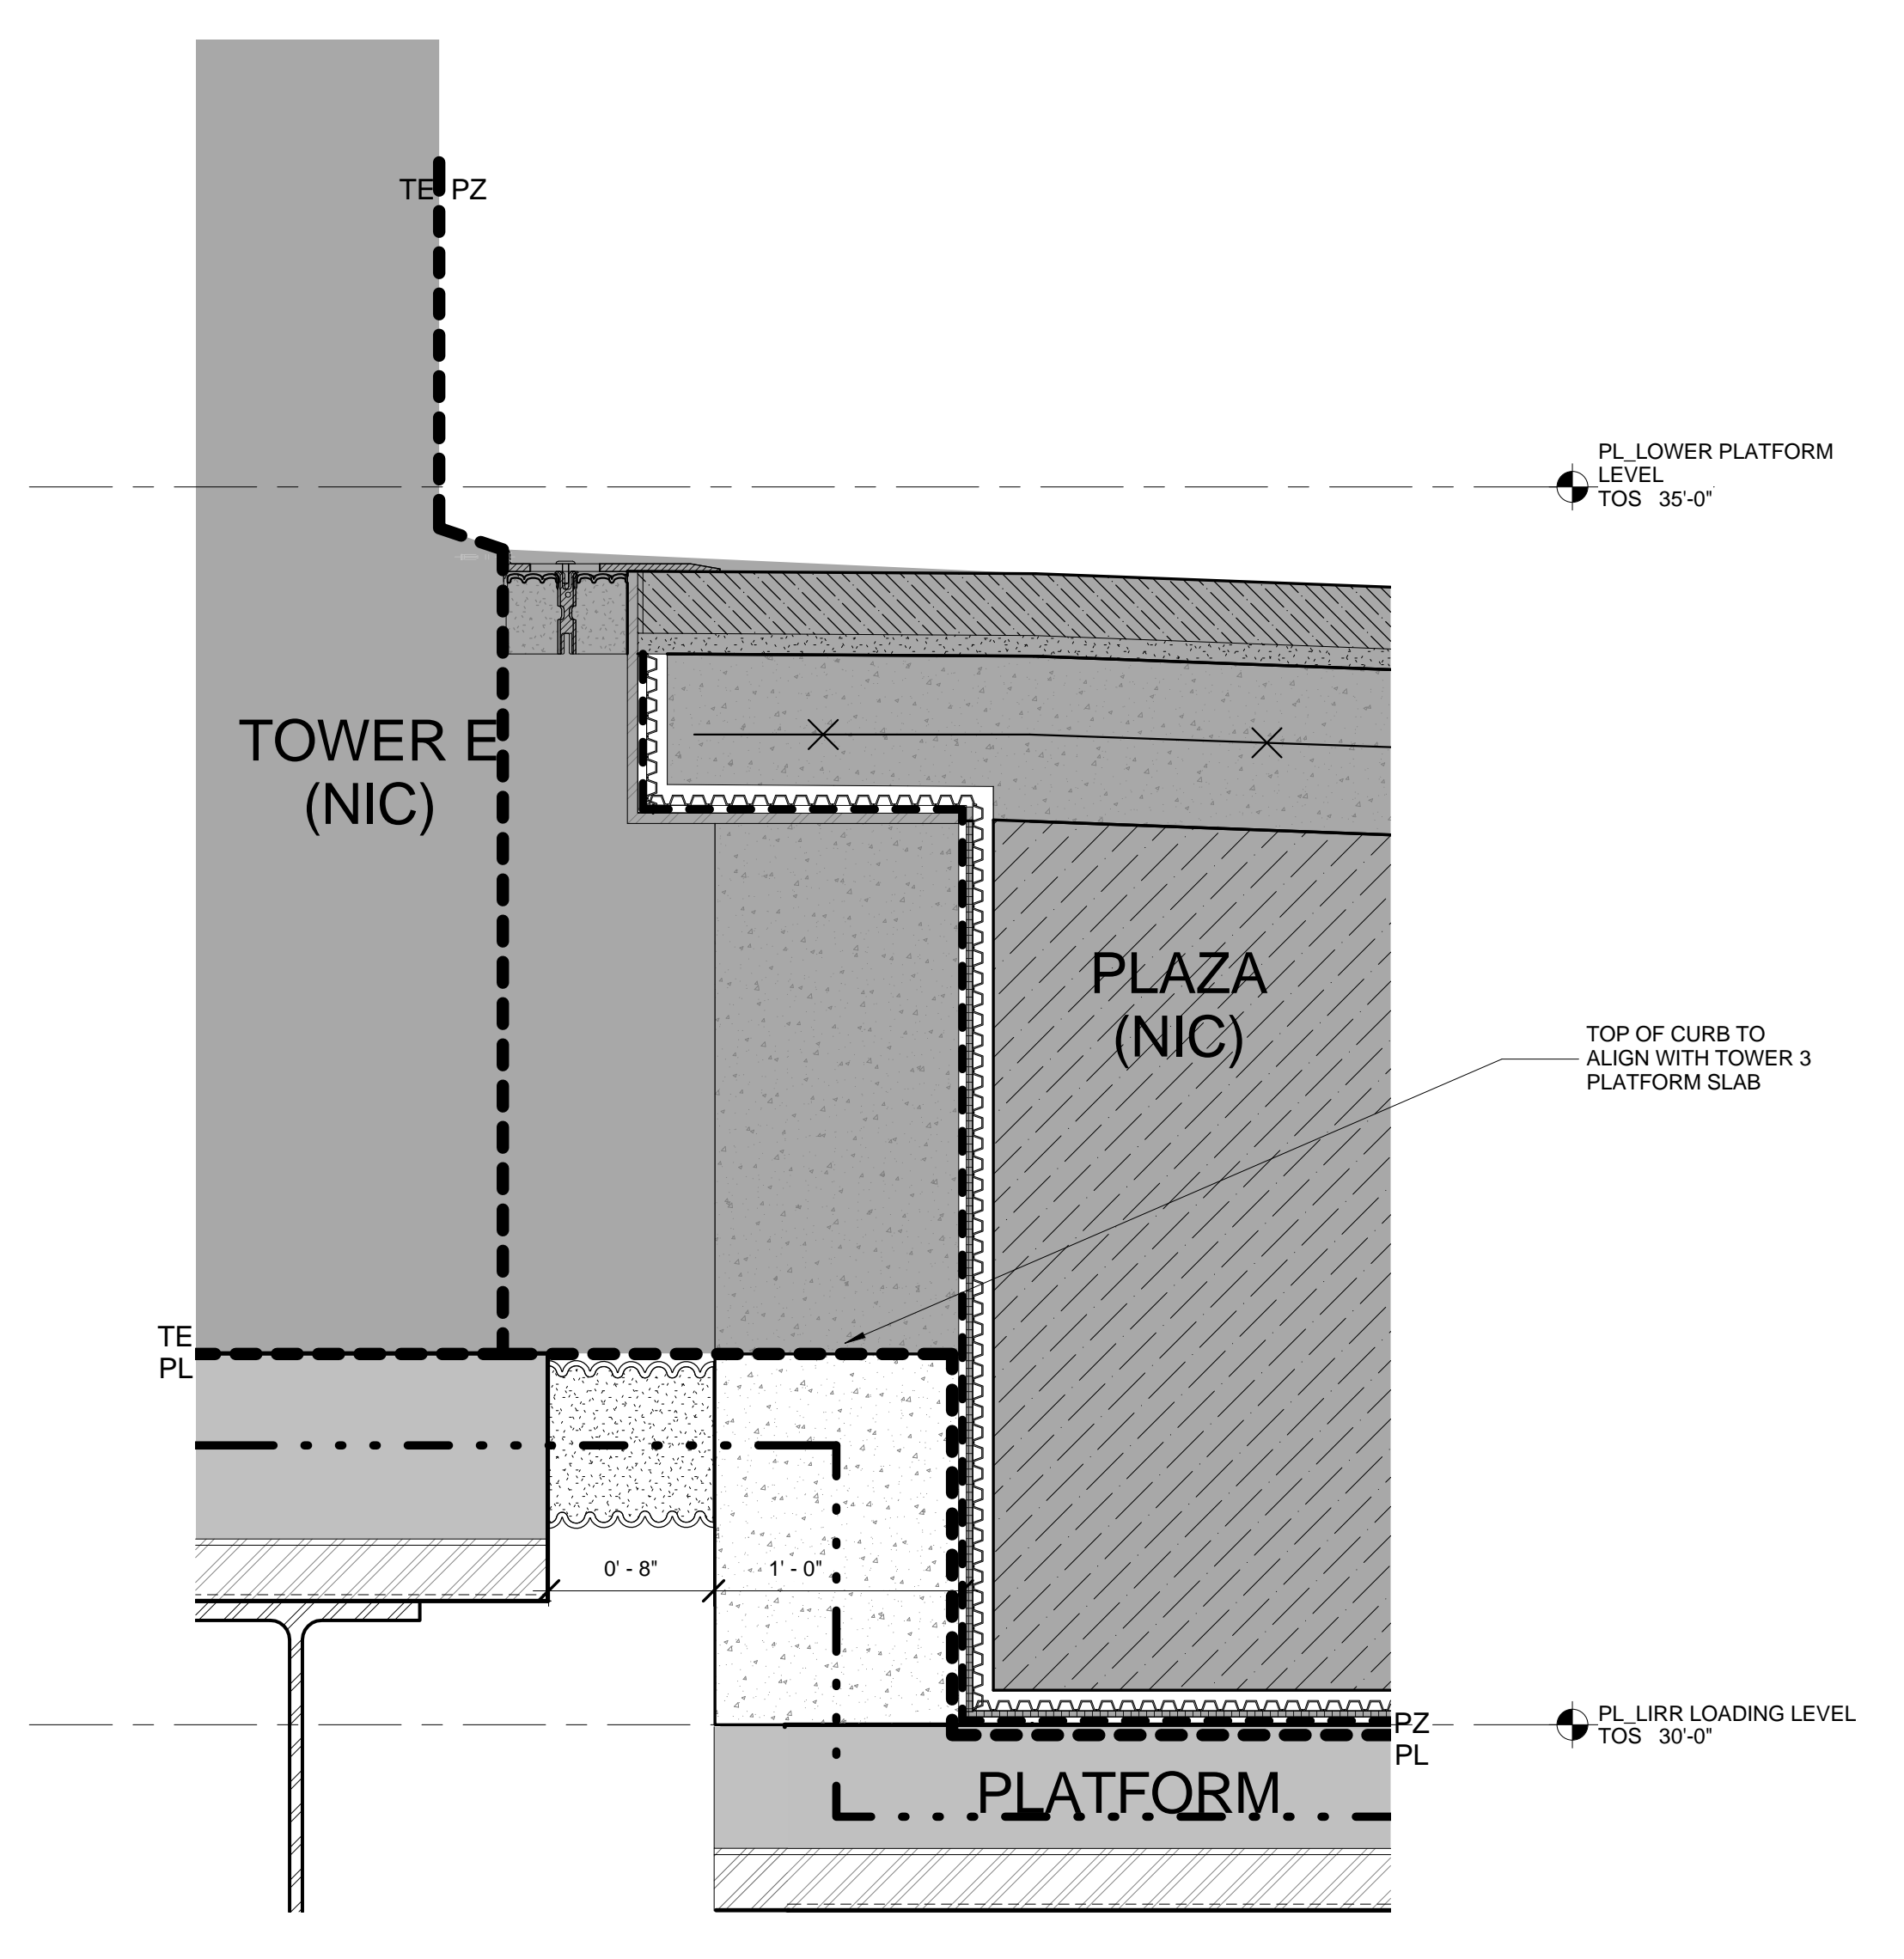 TE PZ
PL_LOWER PLATFORM
LEVEL
TOS 35'-0"
TOWER E
(NIC)
PLAZA
(NIC)
TOP OF CURB TO
ALIGN WITH TOWER 3
PLATFORM SLAB
TE
PL
0' - 8"
1' - 0"
PL_LIRR LOADING LEVEL
TOS 30'-0"
PZ
PL
PLATFORM